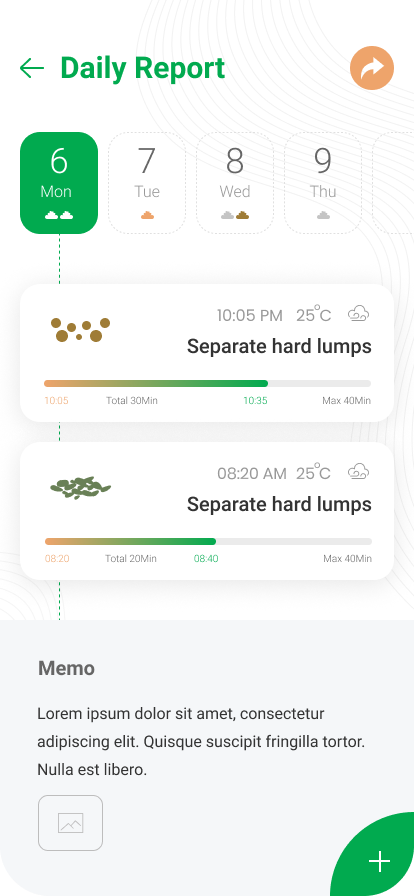 Daily Report
6 7 8 9
Mon Tue Wed Thu
10:05 PM 25°C
Separate hard lumps
10:05 Total 30Min 10:35 Max 40Min
08:20 AM 25°C
Separate hard lumps
08:20 Total 20Min 08:40 Max 40Min
Memo
Lorem ipsum dolor sit amet, consectetur
adipiscing elit. Quisque suscipit fringilla tortor.
Nulla est libero.